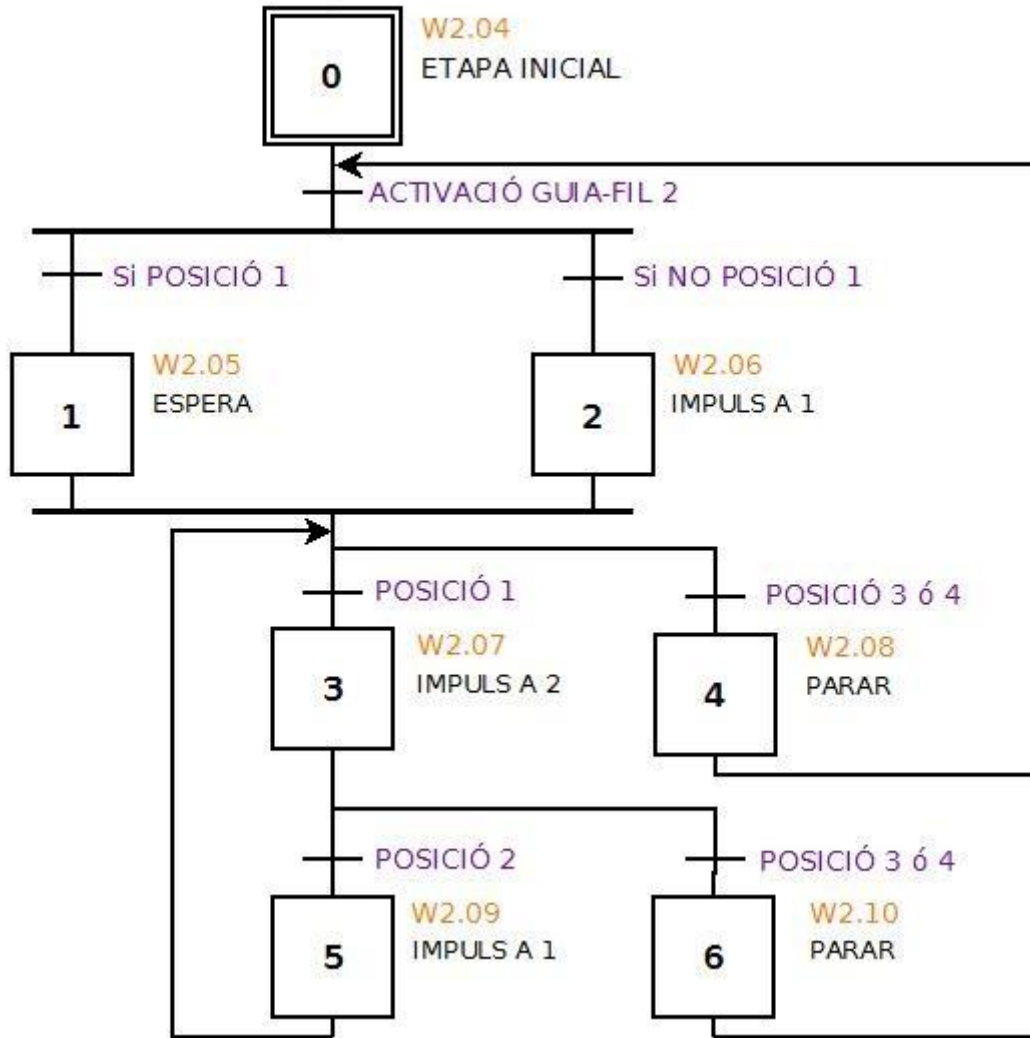 W2.04
ETAPA INICIAL
0
ACTIVACIÓ GUIA-FIL 2
Si POSICIÓ 1
Si NO POSICIÓ 1
W2.05
ESPERA
1
W2.06
IMPULS A 1
2
POSICIÓ 1
POSICIÓ 3 ó 4
W2.07
IMPULS A 2
3
W2.08
PARAR
4
POSICIÓ 2
POSICIÓ 3 ó 4
W2.09
IMPULS A 1
5
W2.10
PARAR
6